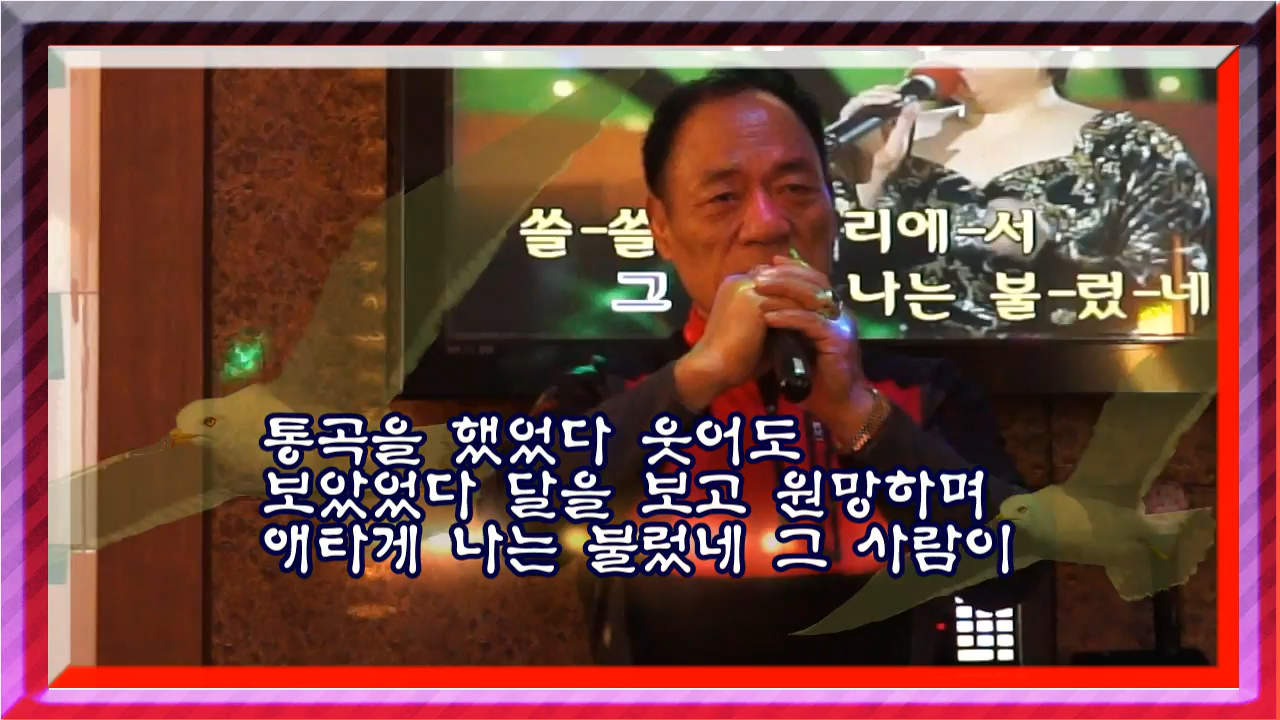 쓸-쓸 리에-서
그 나는 불-렀-네
통곡을 했었다 웃어도
보았었다 달을 보고 원망하며
애타게 나는 불렀네 그 사람이